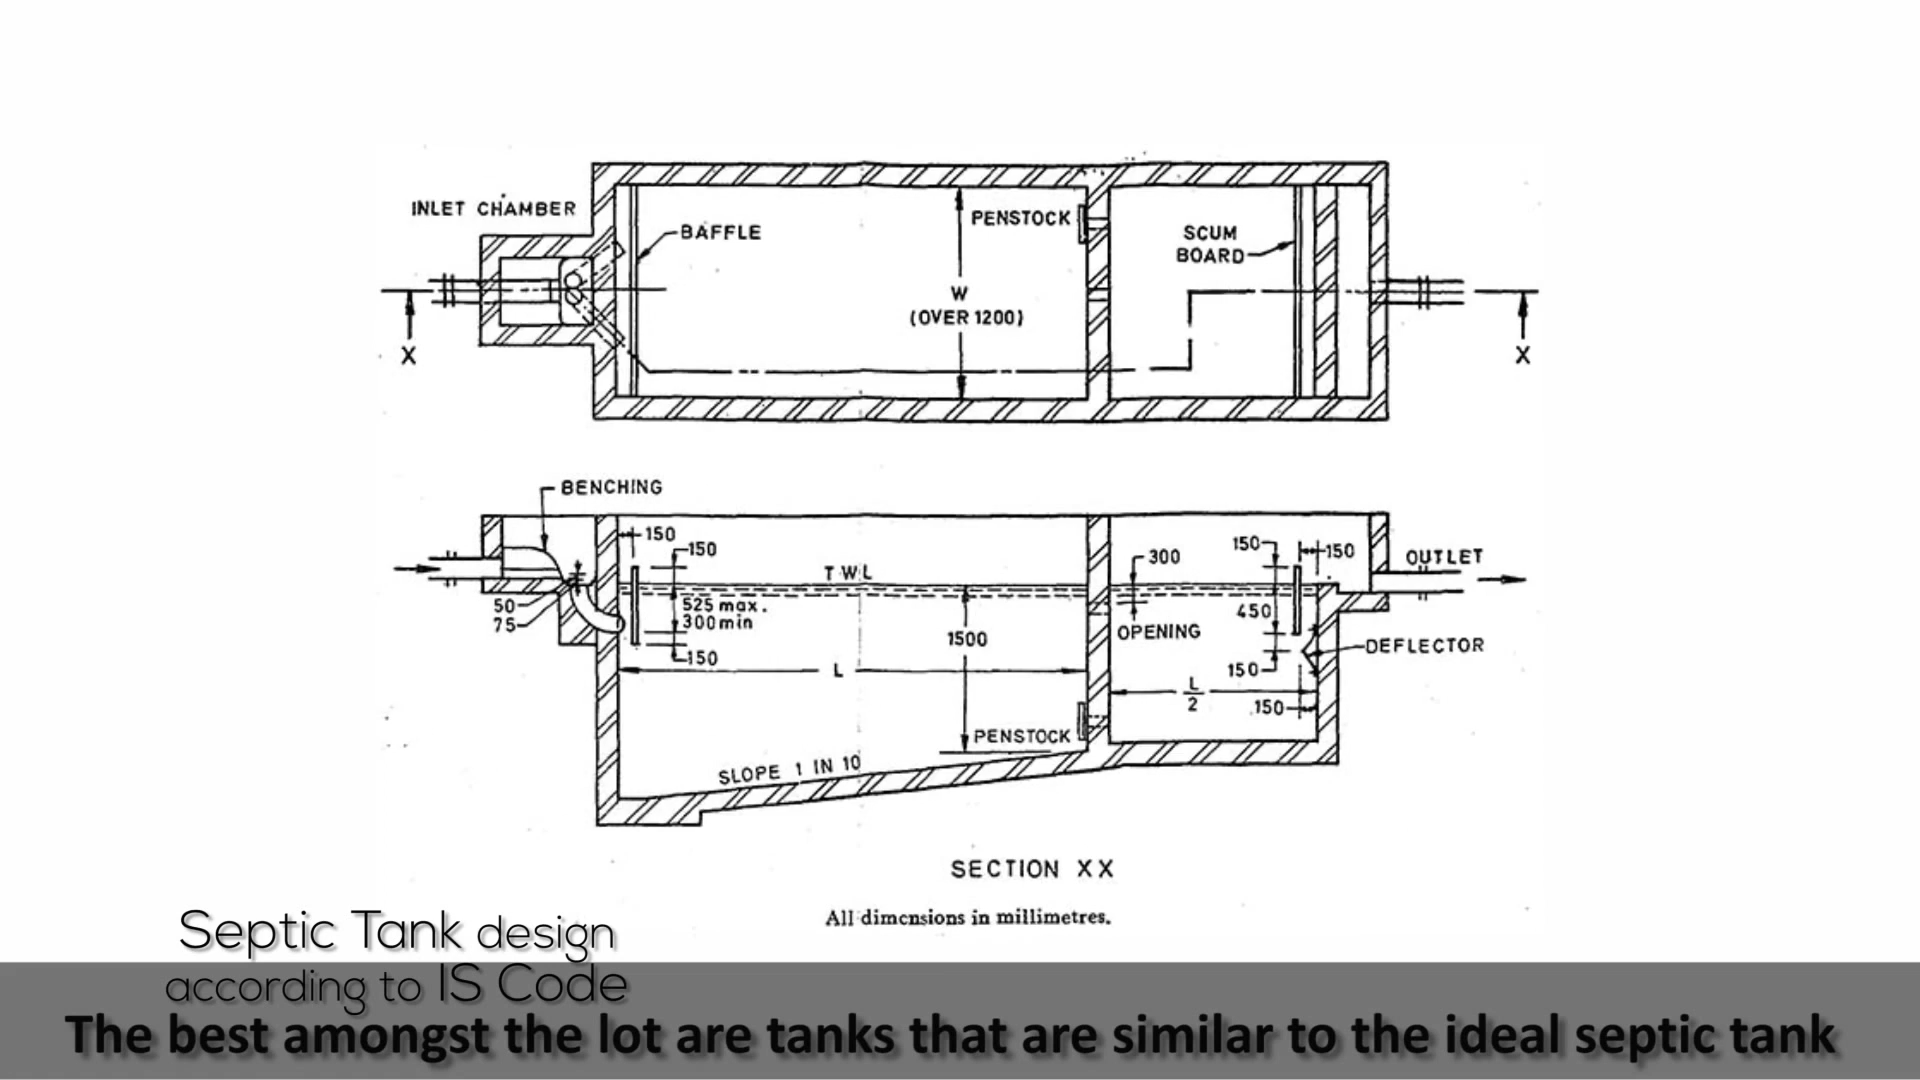 INLET CHAMBER
BAFFLE
PENSTOCK
SCUM
BOARD
W
(OVER 1200)
X
X
BENCHING
150
150
TWL
300
150
150
OUTLET
50
75
525 max.
300min
1500
OPENING
450
DEFLECTOR
150
L
150
L
2
150
PENSTOCK
SLOPE 1 IN 10
SECTION XX
All dimensions in millimetres.
Septic Tank design
according to IS Code
The best amongst the lot are tanks that are similar to the ideal septic tank